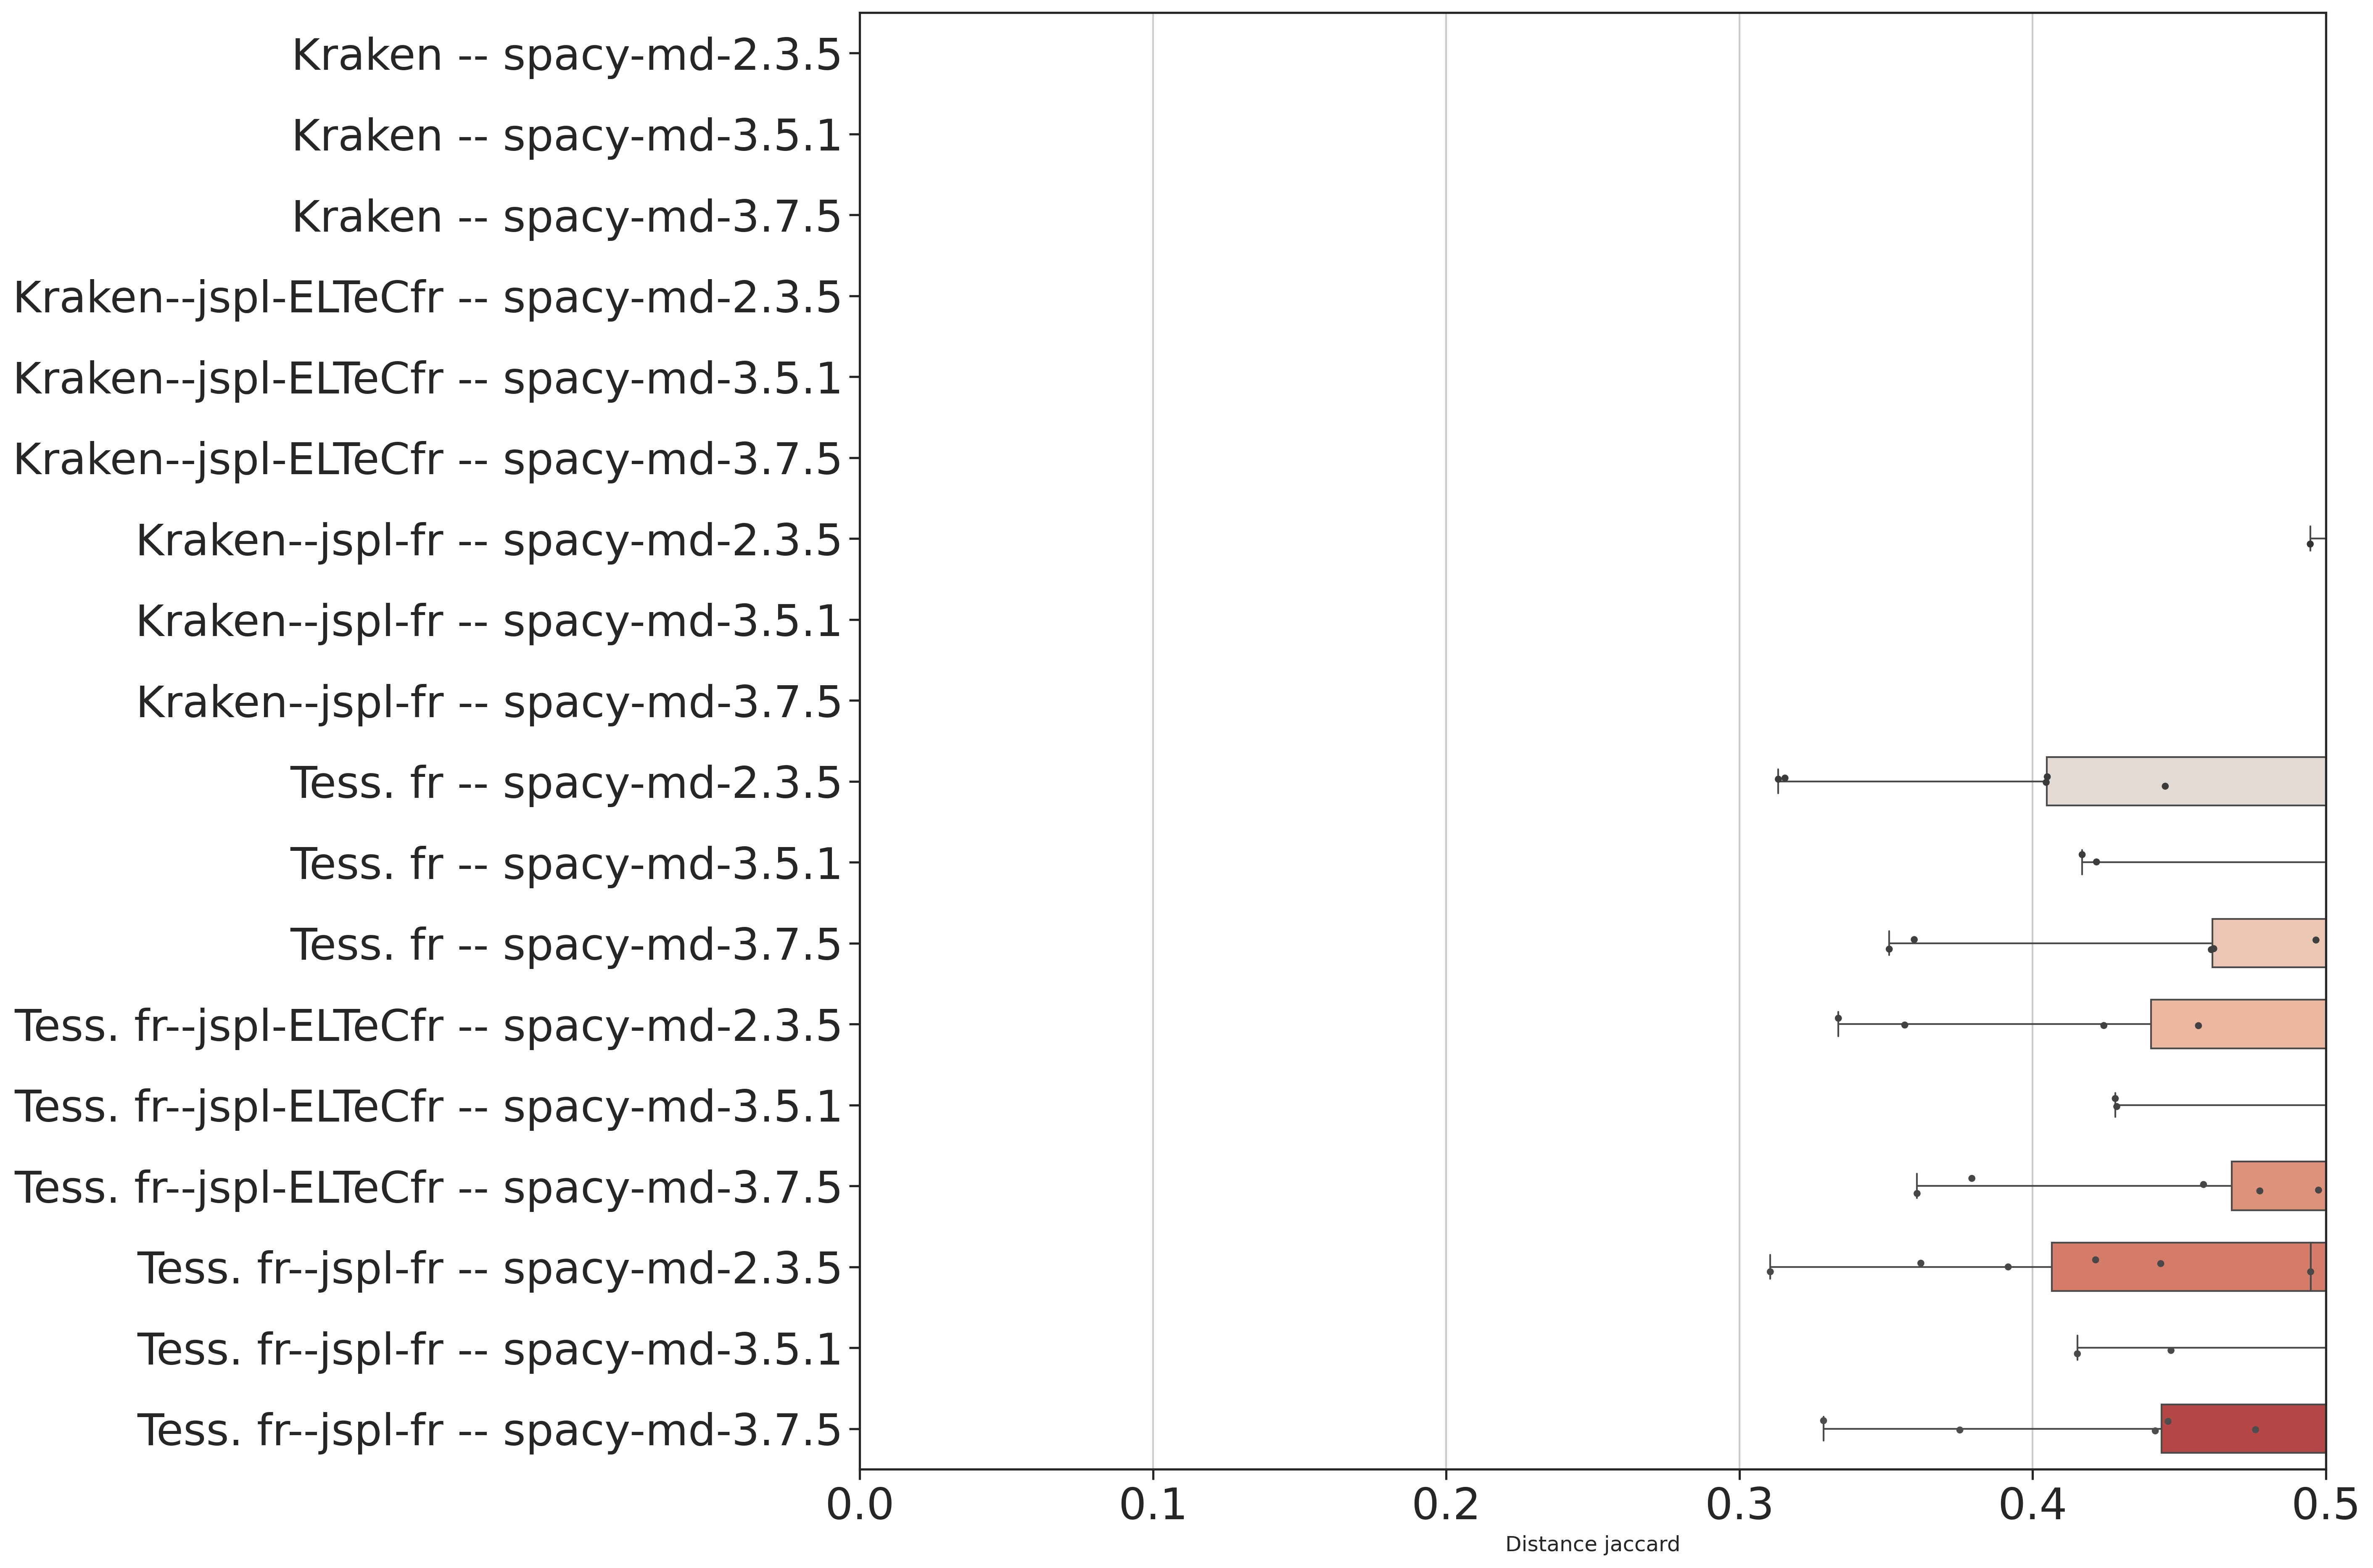 Kraken -- spacy-md-2.3.5
Kraken -- spacy-md-3.5.1
Kraken -- spacy-md-3.7.5
Kraken--jspl-ELTeCfr -- spacy-md-2.3.5
Kraken--jspl-ELTeCfr -- spacy-md-3.5.1
Kraken--jspl-ELTeCfr -- spacy-md-3.7.5
Kraken--jspl-fr -- spacy-md-2.3.5
Kraken--jspl-fr -- spacy-md-3.5.1
Kraken--jspl-fr -- spacy-md-3.7.5
Tess. fr -- spacy-md-2.3.5
Tess. fr -- spacy-md-3.5.1
Tess. fr -- spacy-md-3.7.5
Tess. fr--jspl-ELTeCfr -- spacy-md-2.3.5
Tess. fr--jspl-ELTeCfr -- spacy-md-3.5.1
Tess. fr--jspl-ELTeCfr -- spacy-md-3.7.5
Tess. fr--jspl-fr -- spacy-md-2.3.5
Tess. fr--jspl-fr -- spacy-md-3.5.1
Tess. fr--jspl-fr -- spacy-md-3.7.5
0.0 0.1 0.2 0.3 0.4 0.5
Distance jaccard